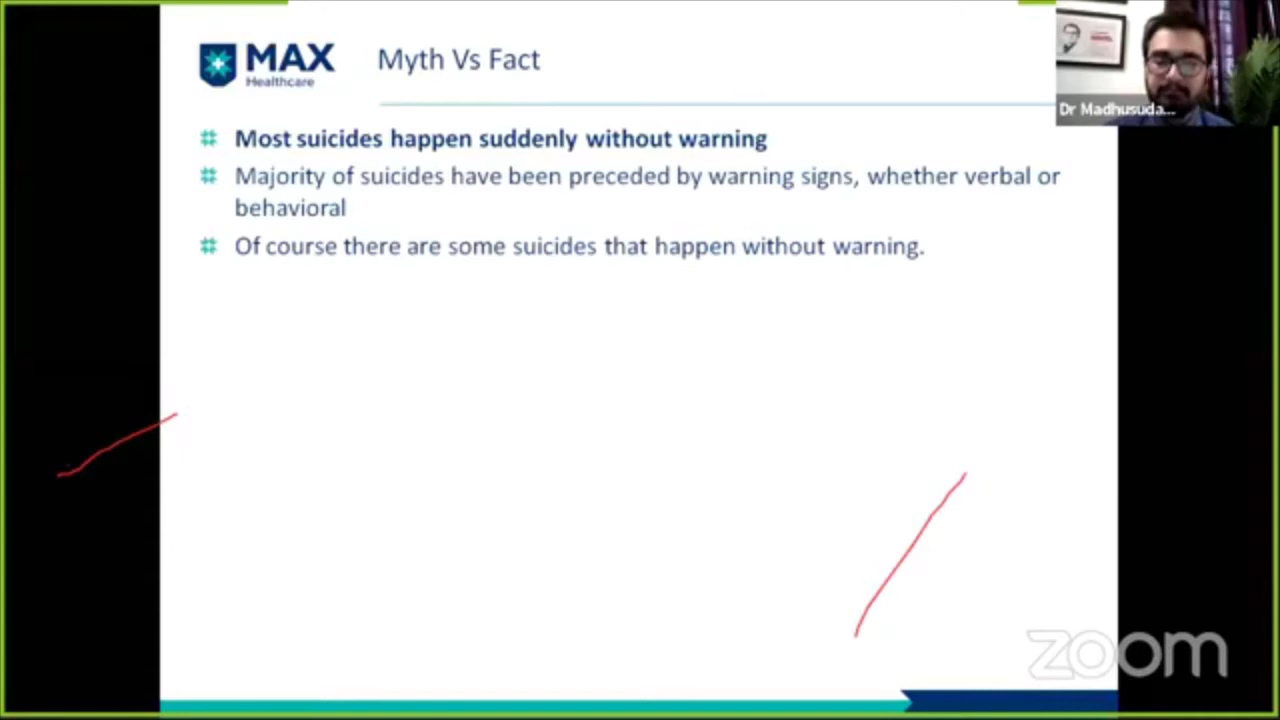 MAX
Healthcare
Myth Vs Fact
Most suicides happen suddenly without warning
Majority of suicides have been preceded by warning signs, whether verbal or
behavioral
Of course there are some suicides that happen without warning.
Dr Madhusuda...
zoom